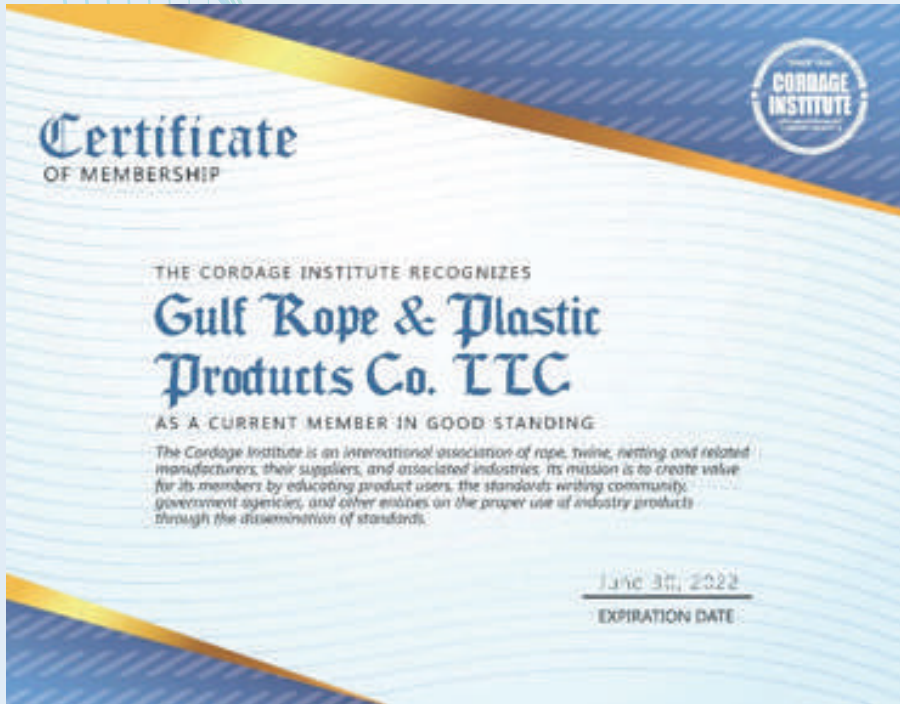 CORDAGE
INSTITUTE
Certificate
OF MEMBERSHIP
THE CORDAGE INSTITUTE RECOGNIZES
Gulf Rope & Plastic
Products Co. LLC
AS A CURRENT MEMBER IN GOOD STANDING
The Cordage Institute is an international association of rope, twine, netting and related
manufacturers, their suppliers, and associated industries. Its mission is to create value
for its members by educating product users, the standards writing community,
government agencies, and other entities on the proper use of industry products
through the dissemination of standards.
June 30,
EXPIRATION DATE